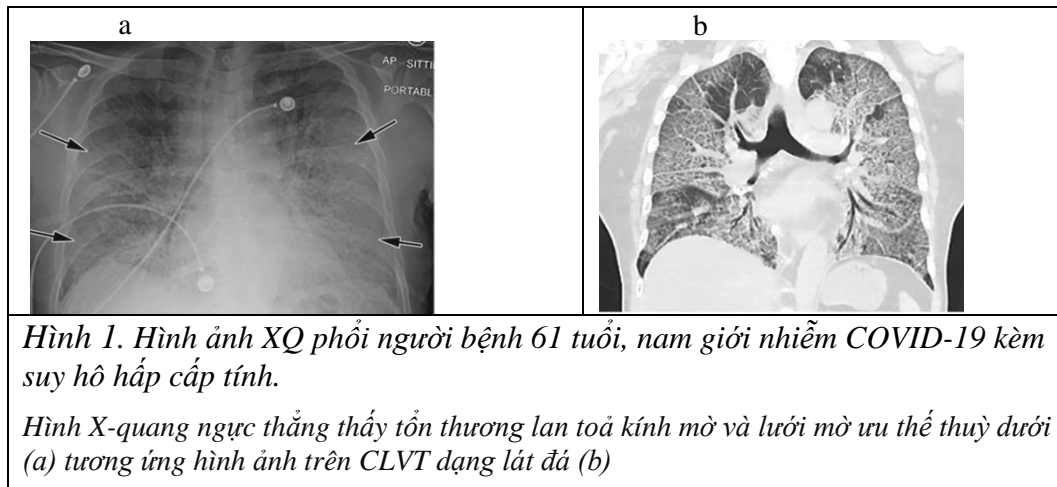 a
b
AP SITTI
PORTABL
Hình 1. Hình ảnh XQ phổi người bệnh 61 tuổi, nam giới nhiễm COVID-19 kèm
suy hô hấp cấp tính.
Hình X-quang ngực thẳng thấy tổn thương lan toả kính mờ và lưới mờ ưu thế thuỳ dưới
(a) tương ứng hình ảnh trên CLVT dạng lát đá (b)